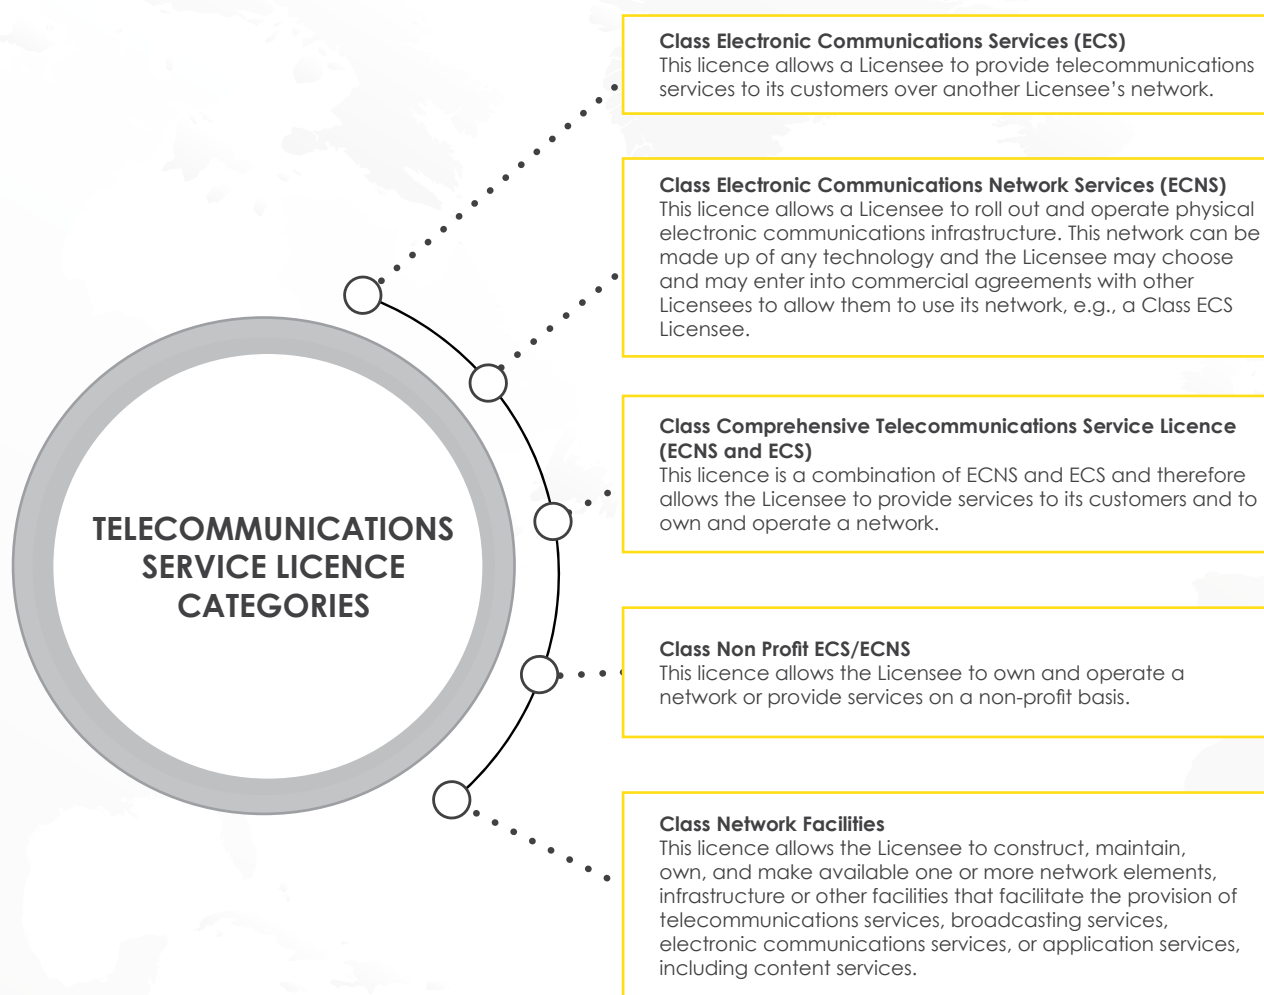 Class Electronic Communications Services (ECS)
This licence allows a Licensee to provide telecommunications
services to its customers over another Licensee’s network.
Class Electronic Communications Network Services (ECNS)
This licence allows a Licensee to roll out and operate physical
electronic communications infrastructure. This network can be
made up of any technology and the Licensee may choose
and may enter into commercial agreements with other
Licensees to allow them to use its network, e.g., a Class ECS
Licensee.
Class Comprehensive Telecommunications Service Licence
(ECNS and ECS)
This licence is a combination of ECNS and ECS and therefore
allows the Licensee to provide services to its customers and to
own and operate a network.
TELECOMMUNICATIONS
SERVICE LICENCE
CATEGORIES
Class Non Profit ECS/ECNS
This licence allows the Licensee to own and operate a
network or provide services on a non-profit basis.
Class Network Facilities
This licence allows the Licensee to construct, maintain,
own, and make available one or more network elements,
infrastructure or other facilities that facilitate the provision of
telecommunications services, broadcasting services,
electronic communications services, or application services,
including content services.